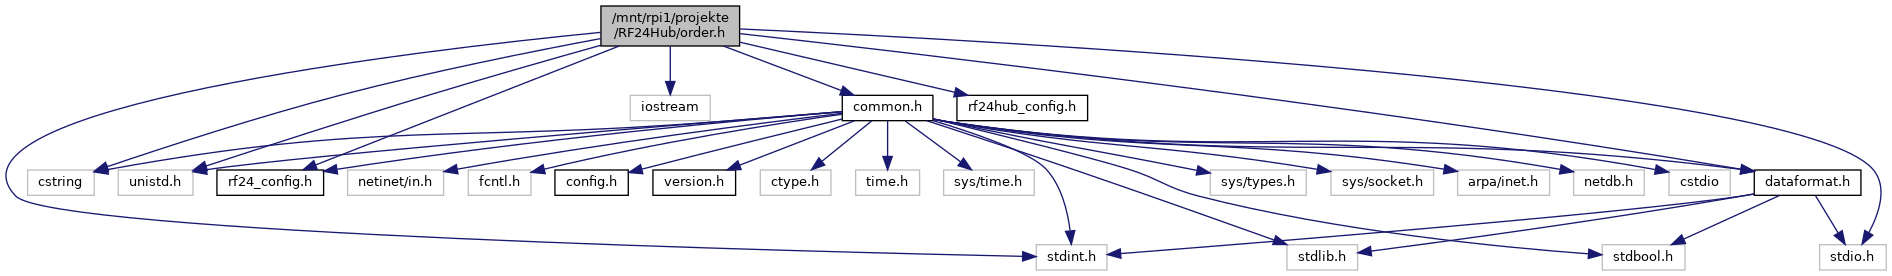 /mnt/rpi1/projekte
/RF24Hub/order.h
iostream
common.h
rf24hub_config.h
cstring
unistd.h
rf24_config.h
netinet/in.h
fcntl.h
config.h
version.h
ctype.h
time.h
sys/time.h
sys/types.h
sys/socket.h
arpa/inet.h
netdb.h
cstdio
dataformat.h
stdint.h
stdlib.h
stdbool.h
stdio.h